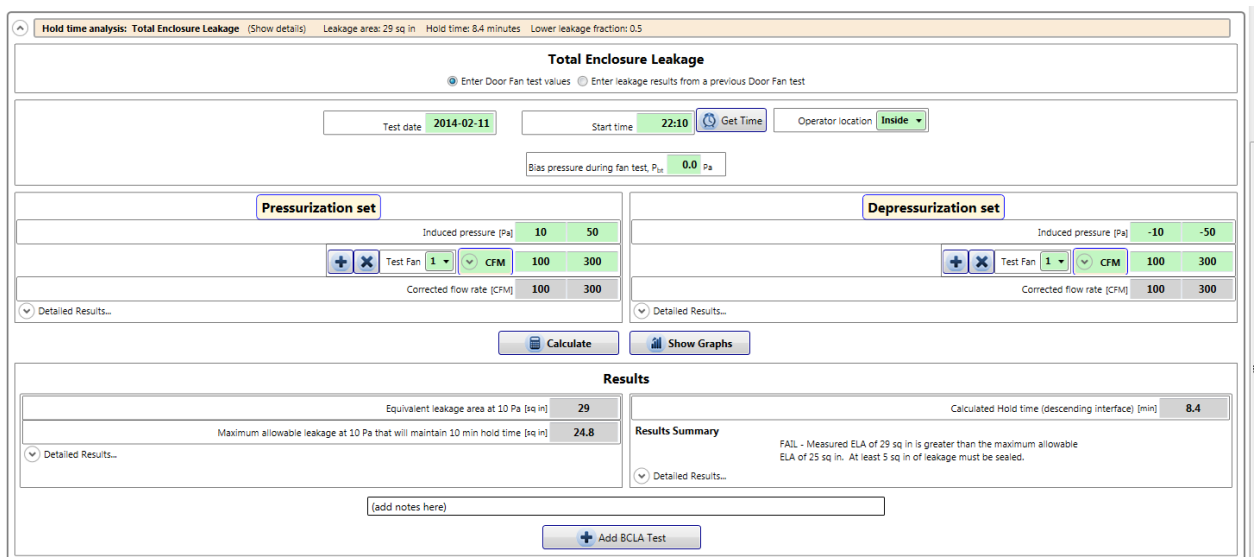 Hold time analysis: Total Enclosure Leakage (Show details) Leakage area: 29 sq in Hold time: 8.4 minutes Lower leakage fraction: 0.5
Total Enclosure Leakage
Enter Door Fan test values Enter leakage results from a previous Door Fan test
Test date 2014-02-11 Start time 22:10 Get Time Operator location Inside
Bias pressure during fan test, Pbt 0.0 Pa
Pressurization set
Induced pressure [Pa] 10 50
Test Fan 1 CFM 100 300
Corrected flow rate [CFM] 100 300
Detailed Results...
Depressurization set
Induced pressure [Pa] -10 -50
Test Fan 1 CFM 100 300
Corrected flow rate [CFM] 100 300
Detailed Results...
Calculate Show Graphs
Results
Equivalent leakage area at 10 Pa [sq in] 29
Maximum allowable leakage at 10 Pa that will maintain 10 min hold time [sq in] 24.8
Detailed Results...
Calculated Hold time (descending interface) [min] 8.4
Results Summary
FAIL - Measured ELA of 29 sq in is greater than the maximum allowable
ELA of 25 sq in. At least 5 sq in of leakage must be sealed.
Detailed Results...
(add notes here)
Add BCLA Test